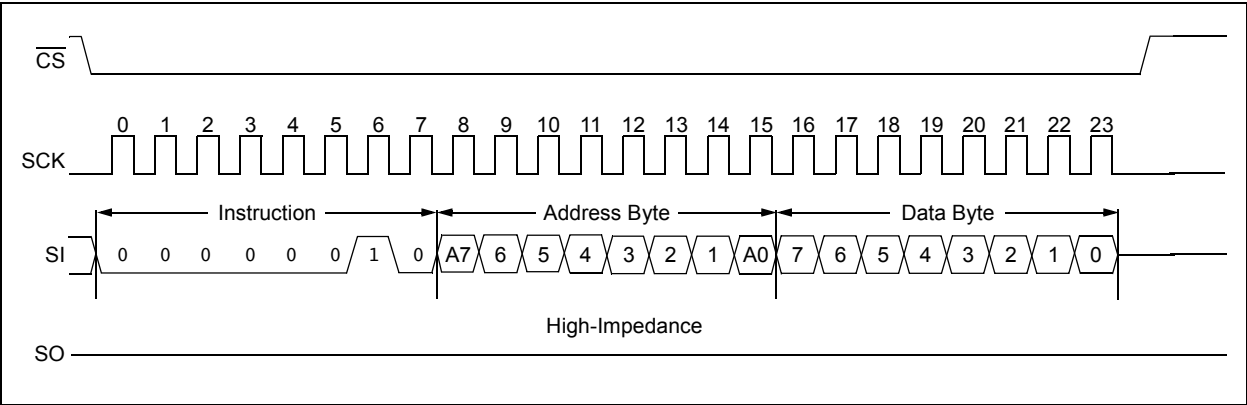 CS
0 1 2 3 4 5 6 7 8 9 10 11 12 13 14 15 16 17 18 19 20 21 22 23
SCK
Instruction Address Byte Data Byte
SI 0 0 0 0 0 0 1 0 A7 6 5 4 3 2 1 A0 7 6 5 4 3 2 1 0
High-Impedance
SO